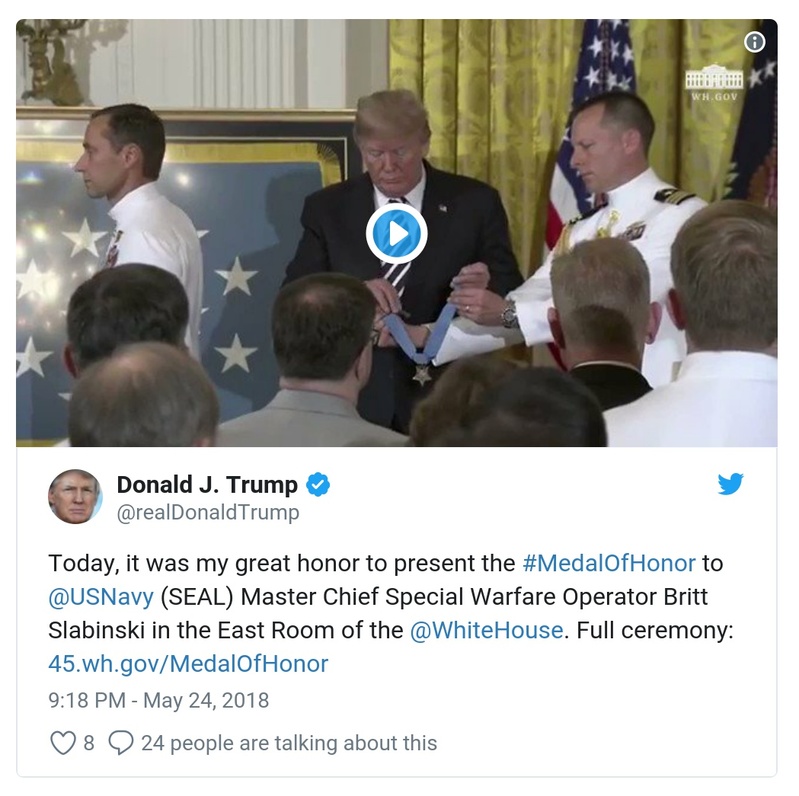 WH.GOV
Donald J. Trump
@realDonaldTrump
Today, it was my great honor to present the #MedalOfHonor to
@USNavy (SEAL) Master Chief Special Warfare Operator Britt
Slabinski in the East Room of the @WhiteHouse. Full ceremony:
45.wh.gov/MedalOfHonor
9:18 PM - May 24, 2018
8 24 people are talking about this